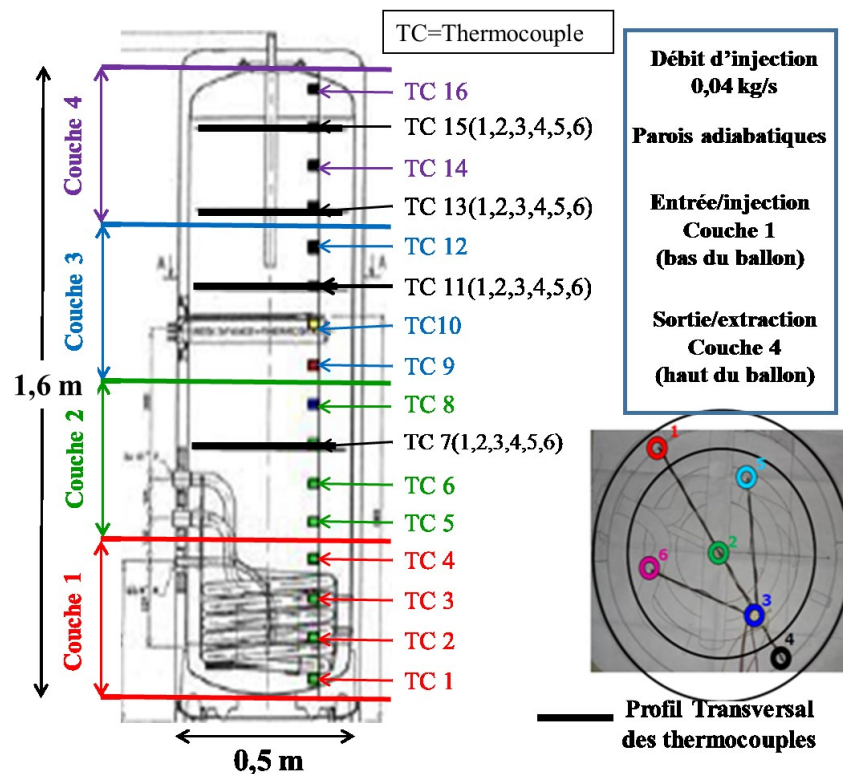 TC=Thermocouple
Débit d’injection
0,04 kg/s
Parois adiabatiques
Entrée/injection
Couche 1
(bas du ballon)
Sortie/extraction
Couche 4
(haut du ballon)
Couche 4
Couche 3
Couche 2
Couche 1
1,6 m
0,5 m
A
A
TC 16
TC 15(1,2,3,4,5,6)
TC 14
TC 13(1,2,3,4,5,6)
TC 12
TC 11(1,2,3,4,5,6)
TC10
TC 9
TC 8
TC 7(1,2,3,4,5,6)
TC 6
TC 5
TC 4
TC 3
TC 2
TC 1
1
5
2
6
3
4
Profil Transversal
des thermocouples